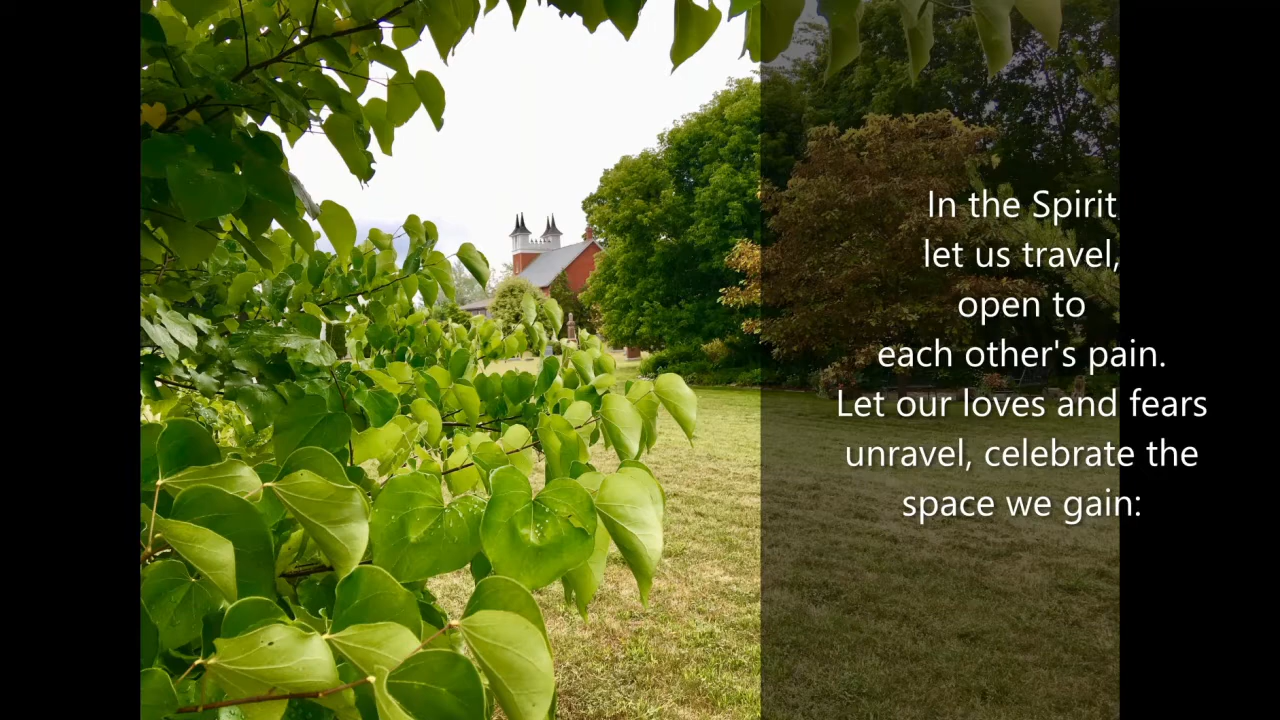 In the Spirit
let us travel,
open to
each other's pain.
Let our loves and fears
unravel, celebrate the
space we gain: